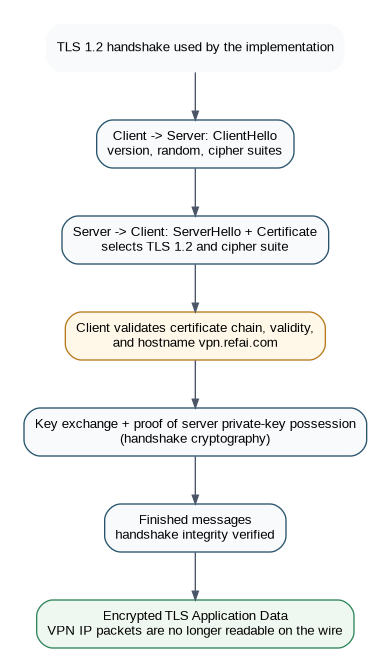 TLS 1.2 handshake used by the implementation
Client -> Server: ClientHello
version, random, cipher suites
Server -> Client: ServerHello + Certificate
selects TLS 1.2 and cipher suite
Client validates certificate chain, validity,
and hostname vpn.refai.com
Key exchange + proof of server private-key possession
(handshake cryptography)
Finished messages
handshake integrity verified
Encrypted TLS Application Data
VPN IP packets are no longer readable on the wire